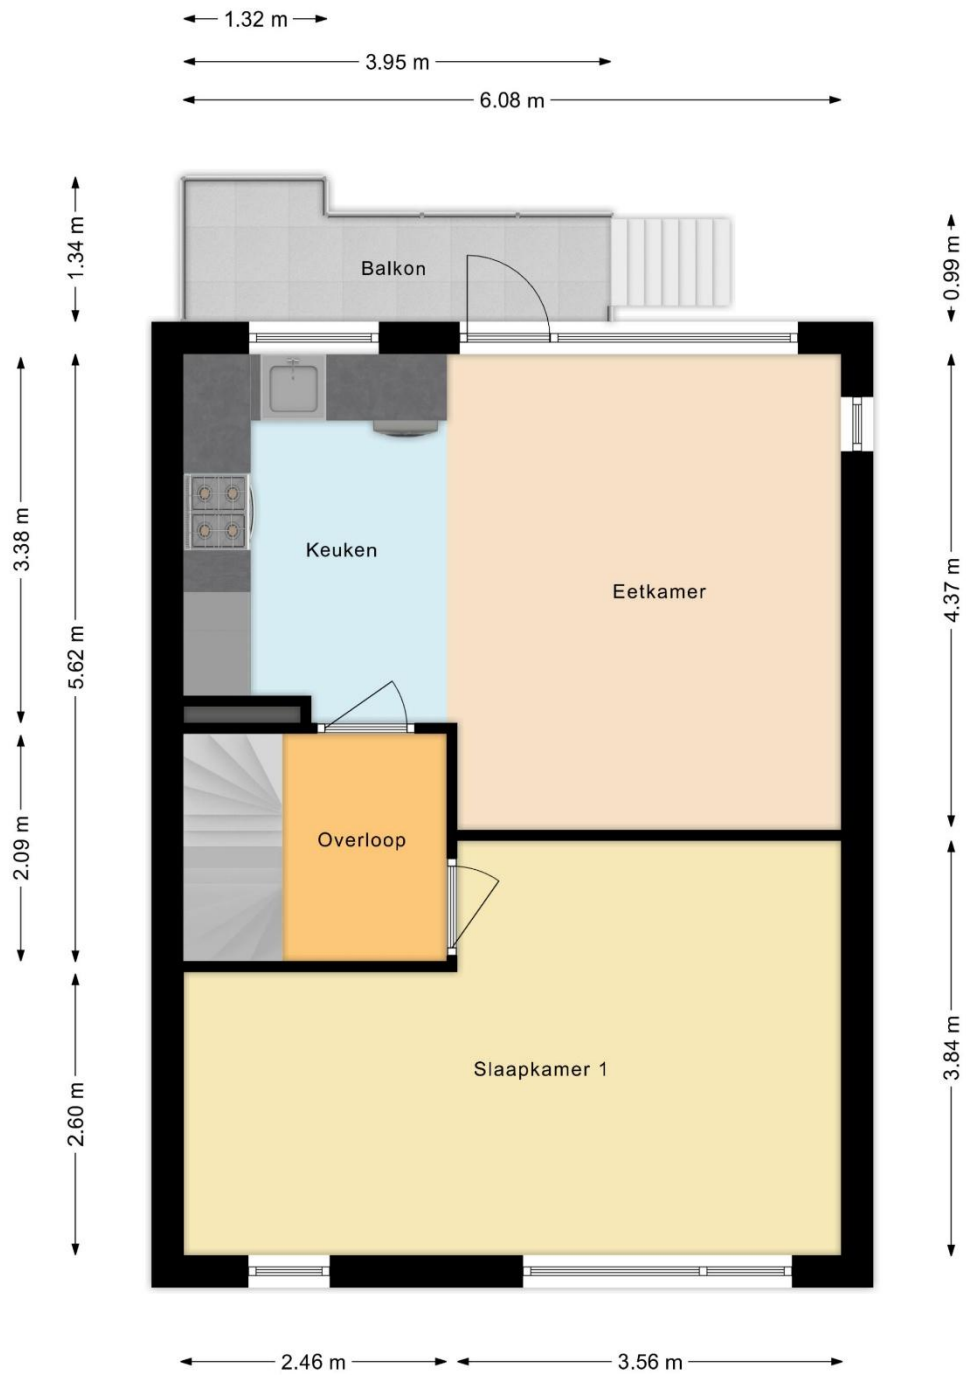 1.32 m
3.95 m
6.08 m
1.34 m
0.99 m
Balkon
3.38 m
5.62 m
4.37 m
Keuken
Eetkamer
2.09 m
Overloop
2.60 m
3.84 m
Slaapkamer 1
2.46 m
3.56 m